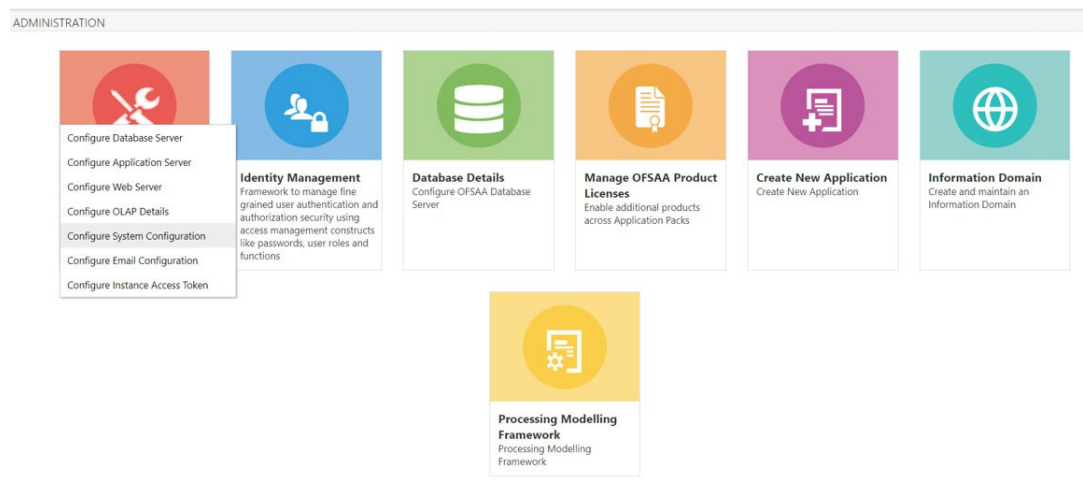 ADMINISTRATION
Configure Database Server
Configure Application Server
Configure Web Server
Configure OLAP Details
Configure System Configuration
Configure Email Configuration
Configure Instance Access Token
Identity Management
Framework to manage fine
grained user authentication and
authorization security using
access management constructs
like passwords, user roles and
functions
Database Details
Configure OFSAA Database
Server
Manage OFSAA Product
Licenses
Enable additional products
across Application Packs
Create New Application
Create New Application
Information Domain
Create and maintain an
Information Domain
Processing Modelling
Framework
Processing Modelling
Framework